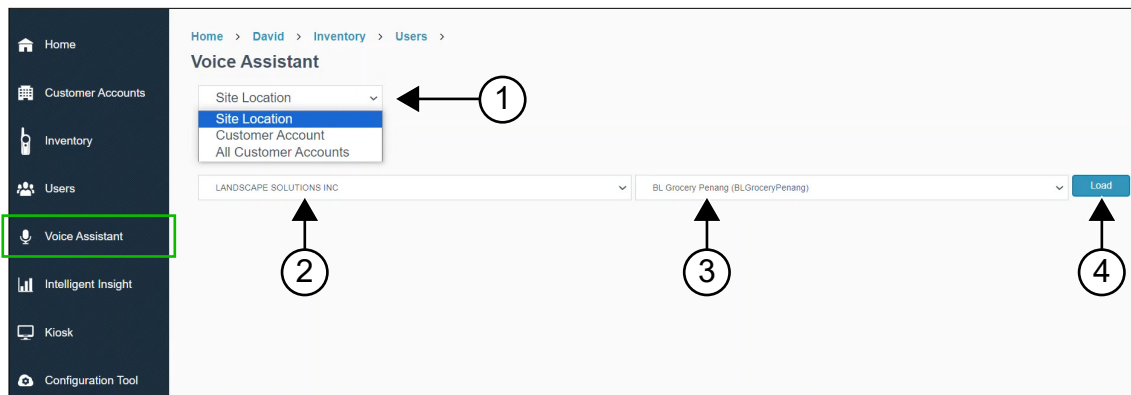 Home
Customer Accounts
Inventory
Users
Voice Assistant
Intelligent Insight
Kiosk
Configuration Tool
Home > David > Inventory > Users >
Voice Assistant
Site Location
1
Site Location
Customer Account
All Customer Accounts
LANDSCAPE SOLUTIONS INC
BL Grocery Penang (BLGroceryPenang)
Load
2
3
4